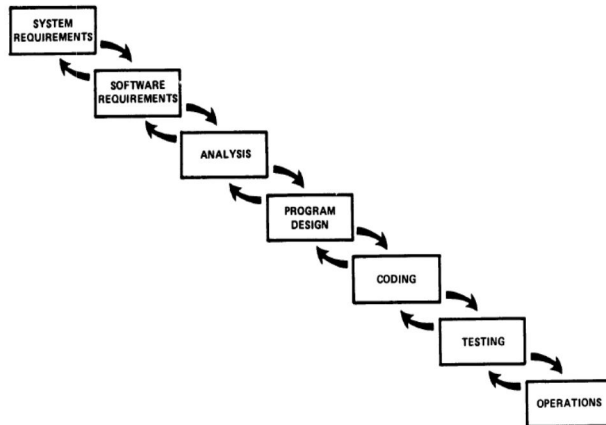 SYSTEM
REQUIREMENTS
SOFTWARE
REQUIREMENTS
ANALYSIS
PROGRAM
DESIGN
CODING
TESTING
OPERATIONS